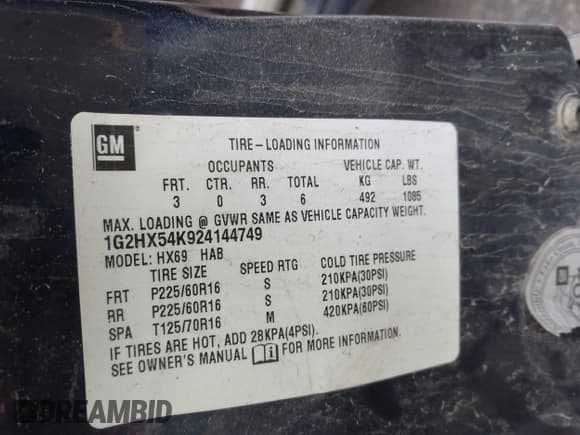 GM
TIRE-LOADING INFORMATION
OCCUPANTS VEHICLE CAP. WT.
FRT. CTR. RR. TOTAL KG LBS
3 0 3 6 492 1085
MAX. LOADING @ GVWR SAME AS VEHICLE CAPACITY WEIGHT.
1G2HX54K924144749
MODEL: HX69 HAB
TIRE SIZE SPEED RTG COLD TIRE PRESSURE
FRT P225/60R16 S 210KPA(30PSI)
RR P225/60R16 S 210KPA(30PSI)
SPA T125/70R16 M 420KPA(60PSI)
IF TIRES ARE HOT, ADD 28KPA(4PSI).
SEE OWNER'S MANUAL FOR MORE INFORMATION.
DREAMBID